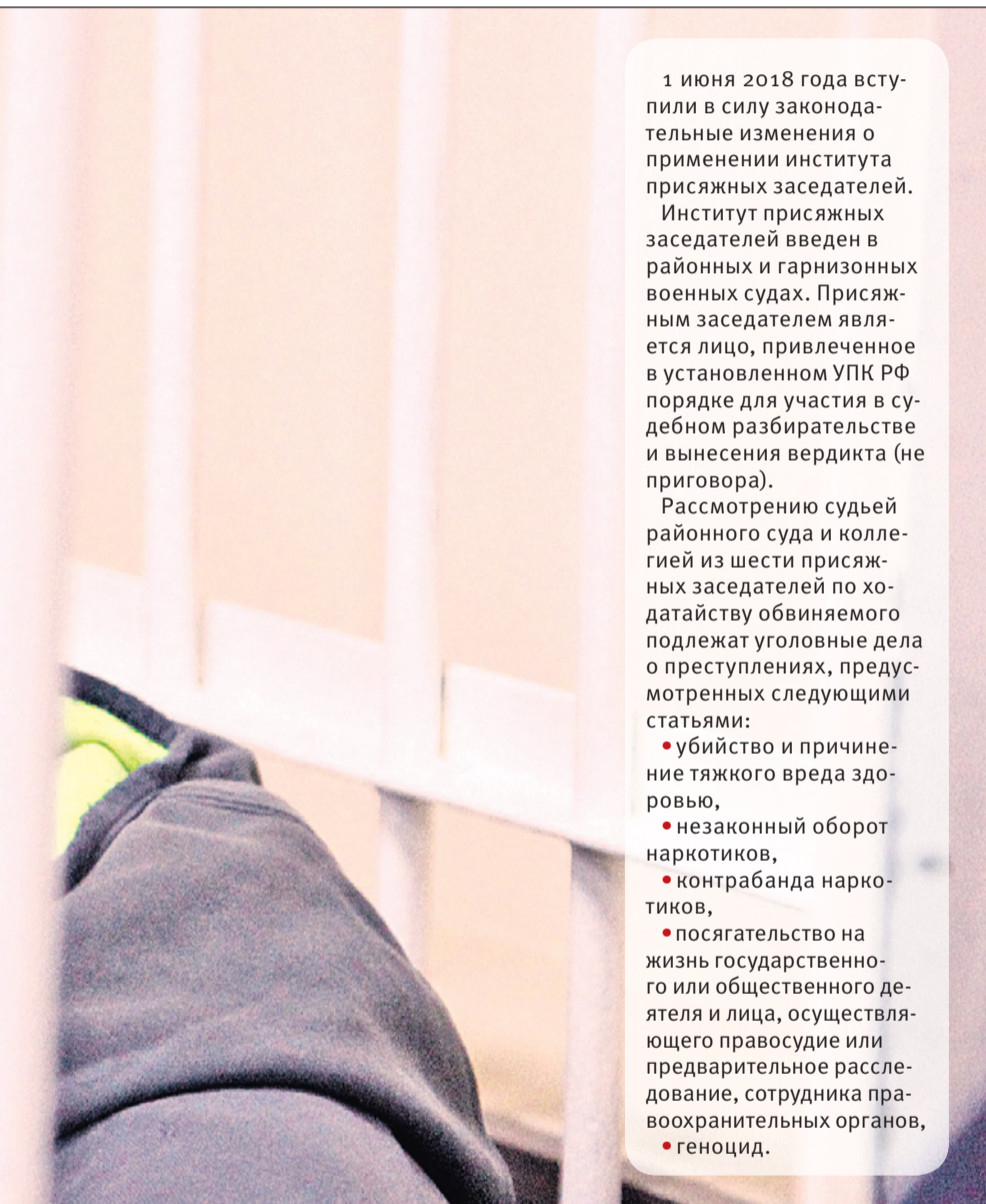 1 июня 2018 года всту-
пили в силу законода-
тельные изменения о
применении института
присяжных заседателей.
Институт присяжных
заседателей введен в
районных и гарнизонных
военных судах. Присяж-
ным заседателем явля-
ется лицо, привлеченное
в установленном УПК РФ
порядке для участия в су-
дебном разбирательстве
и вынесения вердикта (не
приговора).
Рассмотрению судьей
районного суда и колле-
гией из шести присяж-
ных заседателей по хо-
датайству обвиняемого
подлежат уголовные дела
о преступлениях, предус-
мотренных следующими
статьями:
• убийство и причине-
ние тяжкого вреда здо-
ровью,
• незаконный оборот
наркотиков,
• контрабанда нарко-
тиков,
• посягательство на
жизнь государственно-
го или общественного де-
ятеля и лица, осуществля-
ющего правосудие или
предварительное рассле-
дование, сотрудника пра-
воохранительных органов,
• геноцид.